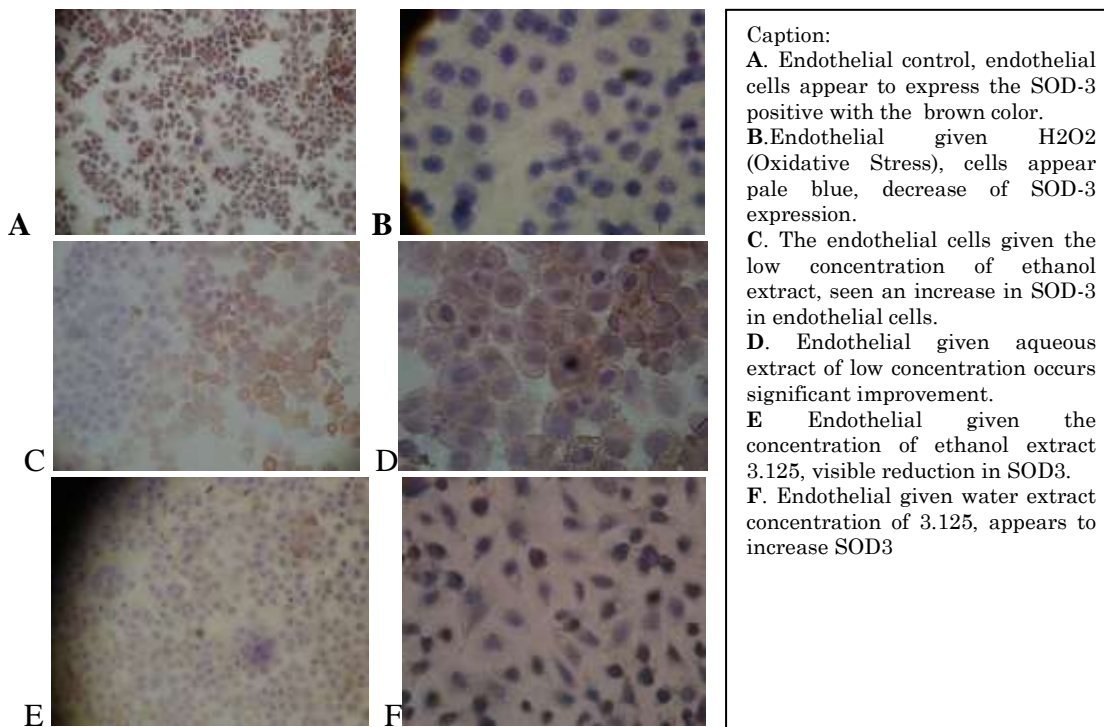 A
B
C
D
E
F
Caption:
A. Endothelial control, endothelial
cells appear to express the SOD-3
positive with the brown color.
B.Endothelial given H2O2
(Oxidative Stress), cells appear
pale blue, decrease of SOD-3
expression.
C. The endothelial cells given the
low concentration of ethanol
extract, seen an increase in SOD-3
in endothelial cells.
D. Endothelial given aqueous
extract of low concentration occurs
significant improvement.
E Endothelial given the
concentration of ethanol extract
3.125, visible reduction in SOD3.
F. Endothelial given water extract
concentration of 3.125, appears to
increase SOD3